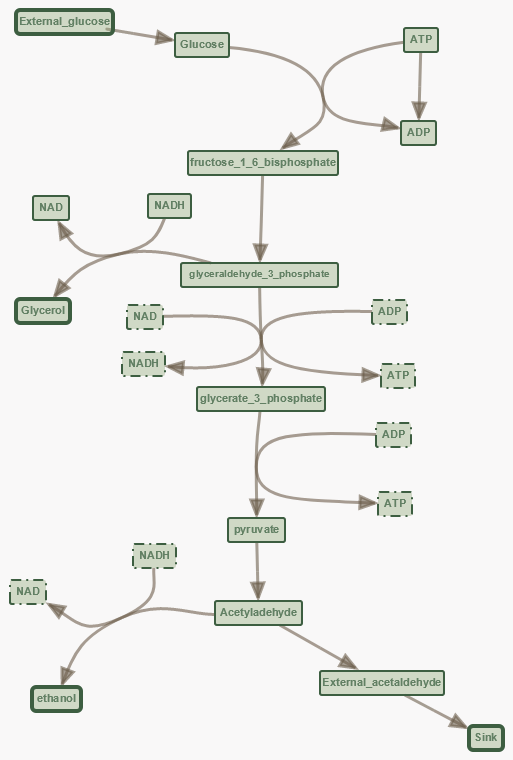 External_glucose
Glucose
ATP
ADP
fructose_1_6_bisphosphate
NAD
NADH
glyceraldehyde_3_phosphate
Glycerol
NAD
ADP
NADH
ATP
glycerate_3_phosphate
ADP
ATP
pyruvate
NADH
NAD
Acetyladehyde
External_acetaldehyde
ethanol
Sink